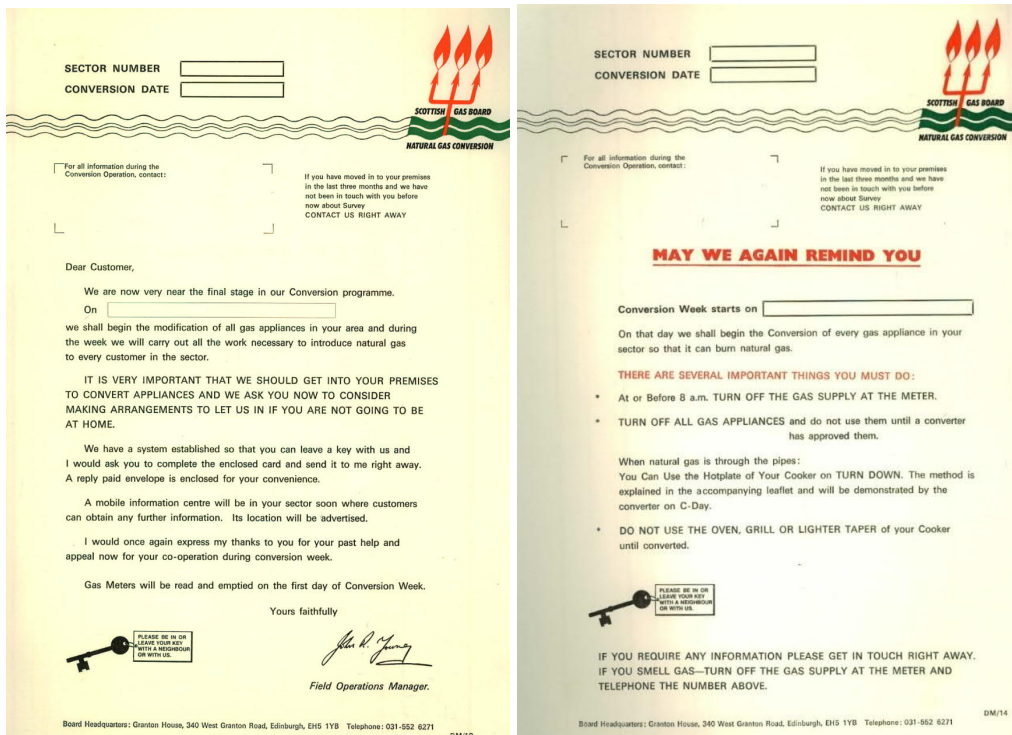 SECTOR NUMBER
CONVERSION DATE
SCOTTISH GAS BOARD
NATURAL GAS CONVERSION
For all information during the
Conversion Operation, contact:
If you have moved in to your premises
in the last three months and we have
not been in touch with you before
now about Survey
CONTACT US RIGHT AWAY
Dear Customer,
We are now very near the final stage in our Conversion programme.
On
we shall begin the modification of all gas appliances in your area and during
the week we will carry out all the work necessary to introduce natural gas
to every customer in the sector.
IT IS VERY IMPORTANT THAT WE SHOULD GET INTO YOUR PREMISES
TO CONVERT APPLIANCES AND WE ASK YOU NOW TO CONSIDER
MAKING ARRANGEMENTS TO LET US IN IF YOU ARE NOT GOING TO BE
AT HOME.
We have a system established so that you can leave a key with us and
I would ask you to complete the enclosed card and send it to me right away.
A reply paid envelope is enclosed for your convenience.
A mobile information centre will be in your sector soon where customers
can obtain any further information. Its location will be advertised.
I would once again express my thanks to you for your past help and
appeal now for your co-operation during conversion week.
Gas Meters will be read and emptied on the first day of Conversion Week.
Yours faithfully
PLEASE BE IN OR
LEAVE YOUR KEY
WITH A NEIGHBOUR
OR WITH US.
John R.
Field Operations Manager.
Board Headquarters: Granton House, 340 West Granton Road, Edinburgh, EH5 1YB Telephone: 031-552 6271
SECTOR NUMBER
CONVERSION DATE
SCOTTISH GAS BOARD
NATURAL GAS CONVERSION
For all information during the
Conversion Operation, contact:
If you have moved in to your premises
in the last three months and we have
not been in touch with you before
now about Survey
CONTACT US RIGHT AWAY
MAY WE AGAIN REMIND YOU
Conversion Week starts on
On that day we shall begin the Conversion of every gas appliance in your
sector so that it can burn natural gas.
THERE ARE SEVERAL IMPORTANT THINGS YOU MUST DO:
* At or Before 8 a.m. TURN OFF THE GAS SUPPLY AT THE METER.
* TURN OFF ALL GAS APPLIANCES and do not use them until a converter
has approved them.
When natural gas is through the pipes:
You Can Use the Hotplate of Your Cooker on TURN DOWN. The method is
explained in the accompanying leaflet and will be demonstrated by the
converter on C-Day.
* DO NOT USE THE OVEN, GRILL OR LIGHTER TAPER of your Cooker
until converted.
PLEASE BE IN OR
LEAVE YOUR KEY
WITH A NEIGHBOUR
OR WITH US.
IF YOU REQUIRE ANY INFORMATION PLEASE GET IN TOUCH RIGHT AWAY.
IF YOU SMELL GAS—TURN OFF THE GAS SUPPLY AT THE METER AND
TELEPHONE THE NUMBER ABOVE.
DM/14
Board Headquarters: Granton House, 340 West Granton Road, Edinburgh, EH5 1YB Telephone: 031-552 6271